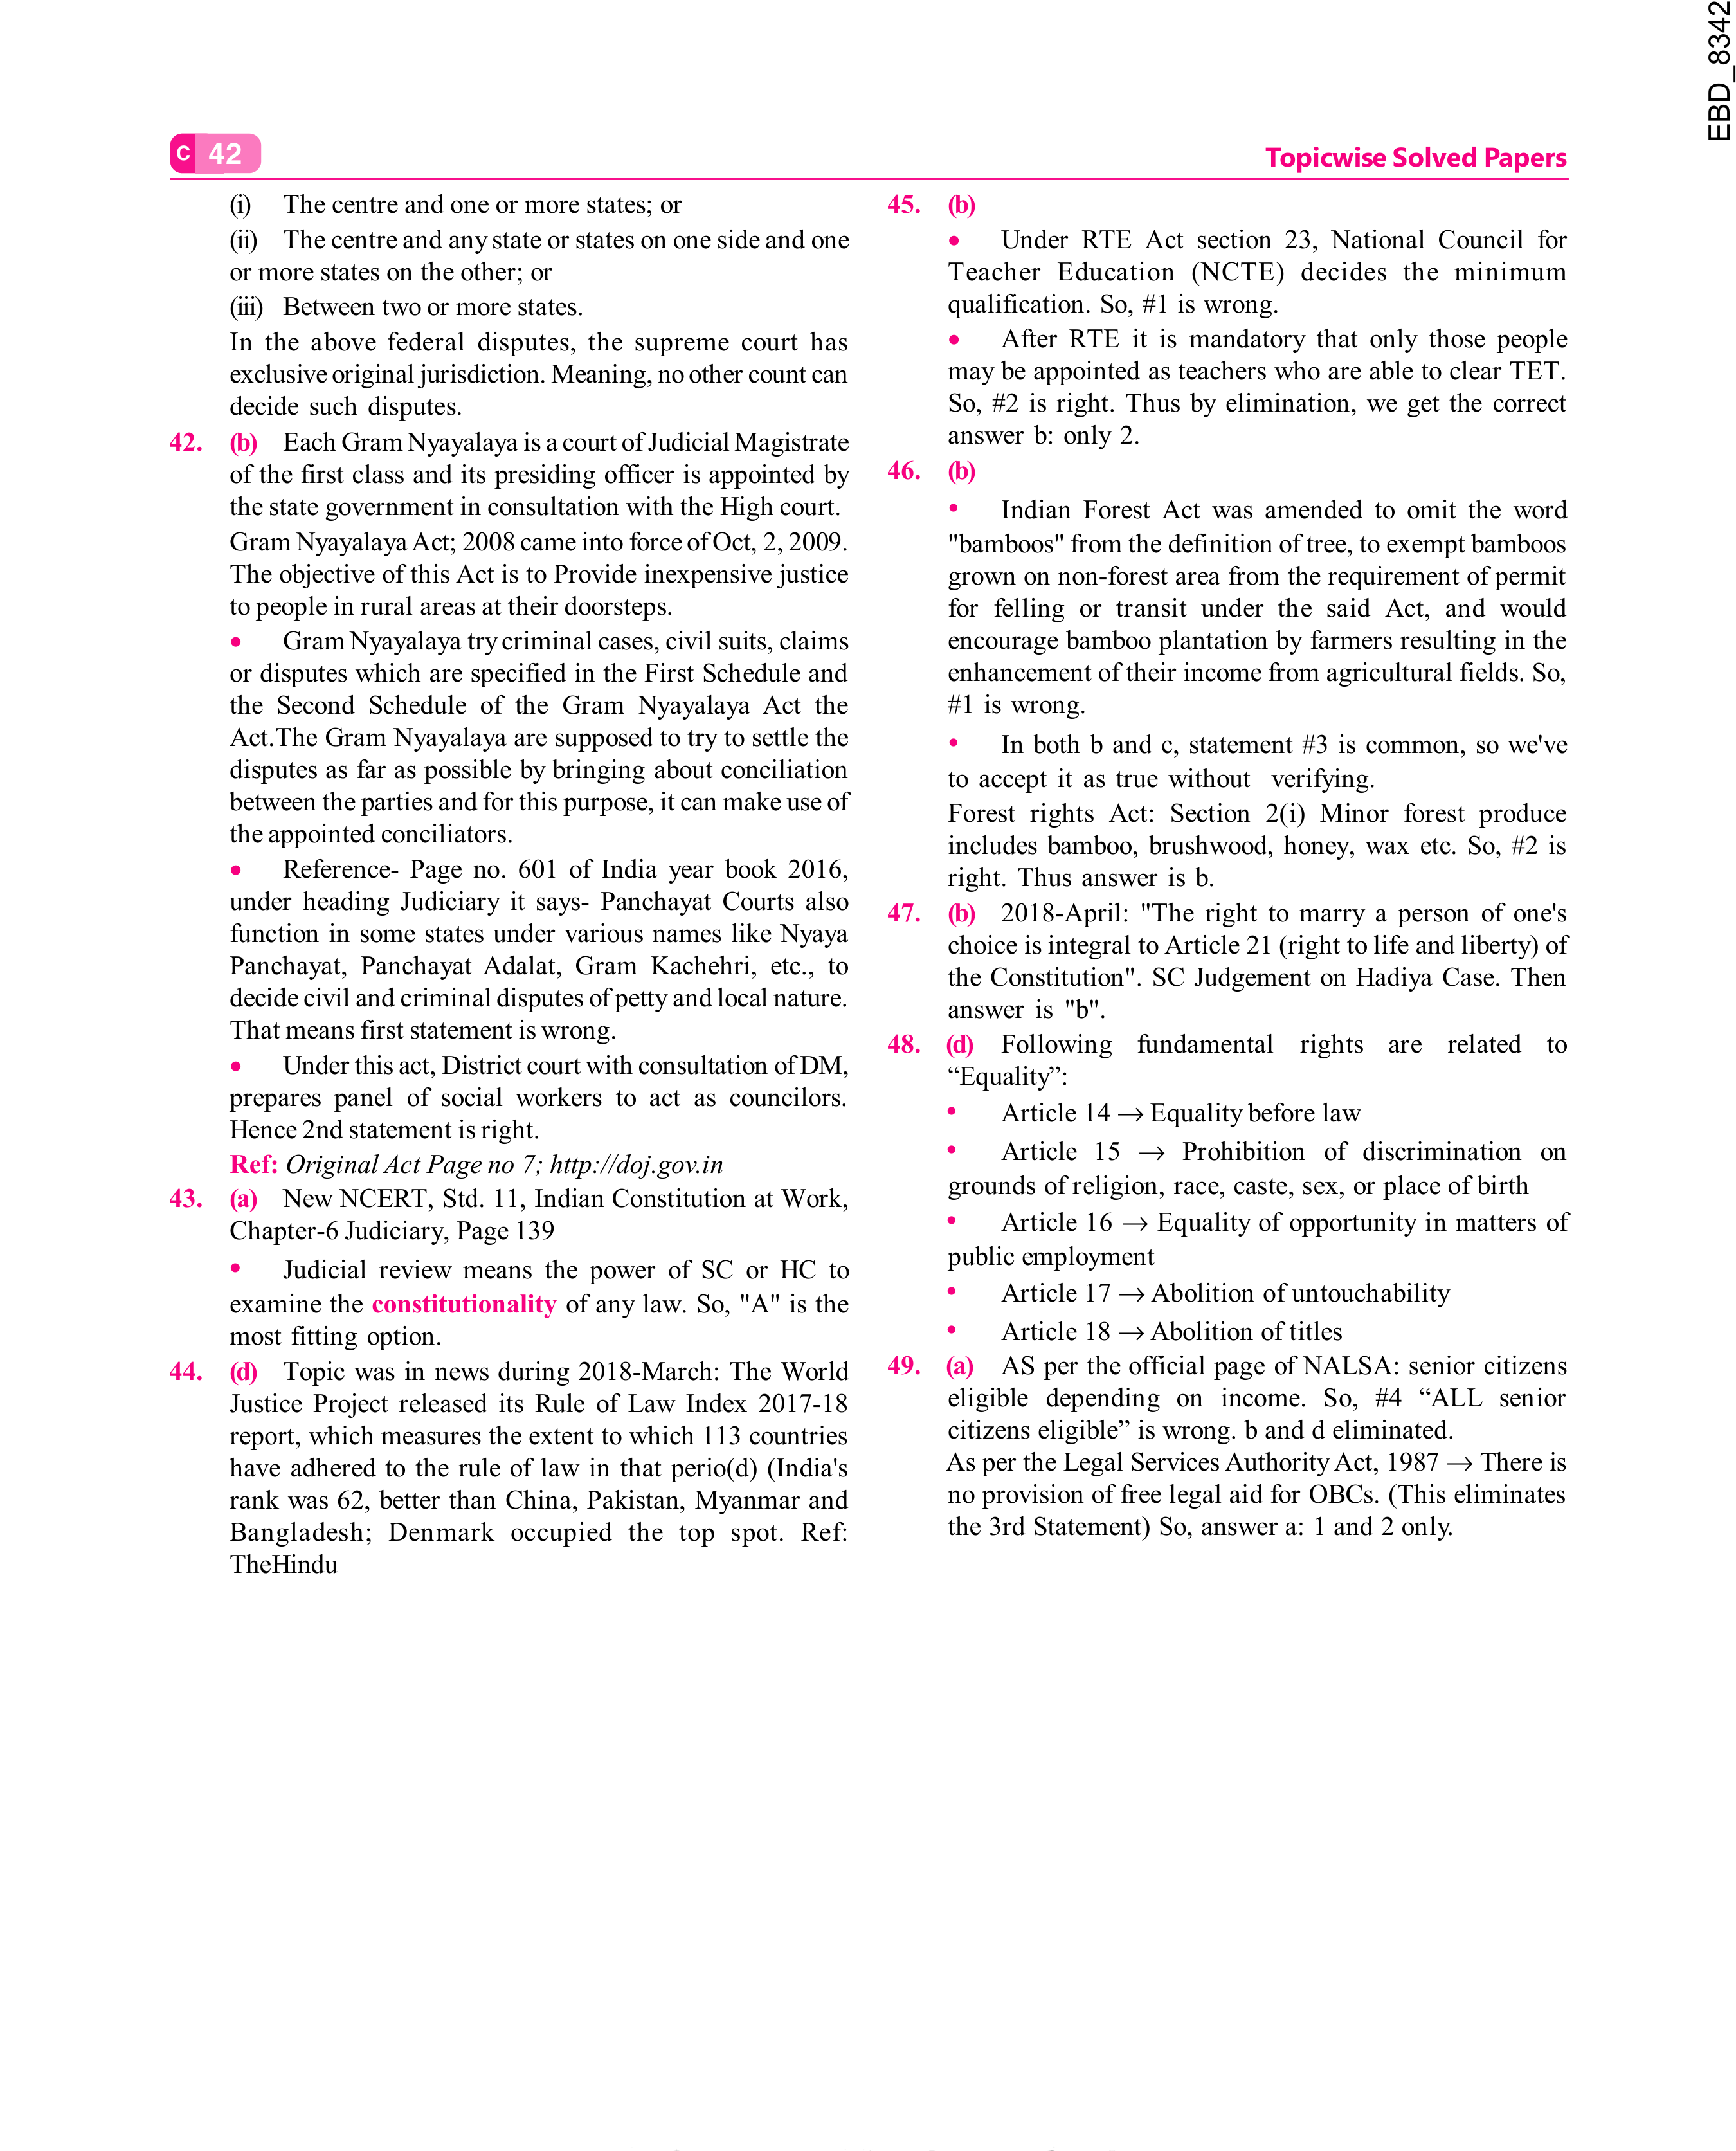 EBD_8342
C 42
Topicwise Solved Papers
(i) The centre and one or more states; or
(ii) The centre and any state or states on one side and one
or more states on the other; or
(iii) Between two or more states.
In the above federal disputes, the supreme court has
exclusive original jurisdiction. Meaning, no other count can
decide such disputes.
42. (b) Each Gram Nyayalaya is a court of Judicial Magistrate
of the first class and its presiding officer is appointed by
the state government in consultation with the High court.
Gram Nyayalaya Act; 2008 came into force of Oct, 2, 2009.
The objective of this Act is to Provide inexpensive justice
to people in rural areas at their doorsteps.
• Gram Nyayalaya try criminal cases, civil suits, claims
or disputes which are specified in the First Schedule and
the Second Schedule of the Gram Nyayalaya Act the
Act.The Gram Nyayalaya are supposed to try to settle the
disputes as far as possible by bringing about conciliation
between the parties and for this purpose, it can make use of
the appointed conciliators.
• Reference- Page no. 601 of India year book 2016,
under heading Judiciary it says- Panchayat Courts also
function in some states under various names like Nyaya
Panchayat, Panchayat Adalat, Gram Kachehri, etc., to
decide civil and criminal disputes of petty and local nature.
That means first statement is wrong.
• Under this act, District court with consultation of DM,
prepares panel of social workers to act as councilors.
Hence 2nd statement is right.
Ref: Original Act Page no 7; http://doj.gov.in
43. (a) New NCERT, Std. 11, Indian Constitution at Work,
Chapter-6 Judiciary, Page 139
• Judicial review means the power of SC or HC to
examine the constitutionality of any law. So, "A" is the
most fitting option.
44. (d) Topic was in news during 2018-March: The World
Justice Project released its Rule of Law Index 2017-18
report, which measures the extent to which 113 countries
have adhered to the rule of law in that perio(d) (India's
rank was 62, better than China, Pakistan, Myanmar and
Bangladesh; Denmark occupied the top spot. Ref:
TheHindu
45. (b)
• Under RTE Act section 23, National Council for
Teacher Education (NCTE) decides the minimum
qualification. So, #1 is wrong.
• After RTE it is mandatory that only those people
may be appointed as teachers who are able to clear TET.
So, #2 is right. Thus by elimination, we get the correct
answer b: only 2.
46. (b)
• Indian Forest Act was amended to omit the word
"bamboos" from the definition of tree, to exempt bamboos
grown on non-forest area from the requirement of permit
for felling or transit under the said Act, and would
encourage bamboo plantation by farmers resulting in the
enhancement of their income from agricultural fields. So,
#1 is wrong.
• In both b and c, statement #3 is common, so we've
to accept it as true without verifying.
Forest rights Act: Section 2(i) Minor forest produce
includes bamboo, brushwood, honey, wax etc. So, #2 is
right. Thus answer is b.
47. (b) 2018-April: "The right to marry a person of one's
choice is integral to Article 21 (right to life and liberty) of
the Constitution". SC Judgement on Hadiya Case. Then
answer is "b".
48. (d) Following fundamental rights are related to
“Equality”:
• Article 14 → Equality before law
• Article 15 → Prohibition of discrimination on
grounds of religion, race, caste, sex, or place of birth
• Article 16 → Equality of opportunity in matters of
public employment
• Article 17 → Abolition of untouchability
• Article 18 → Abolition of titles
49. (a) AS per the official page of NALSA: senior citizens
eligible depending on income. So, #4 “ALL senior
citizens eligible” is wrong. b and d eliminated.
As per the Legal Services Authority Act, 1987 → There is
no provision of free legal aid for OBCs. (This eliminates
the 3rd Statement) So, answer a: 1 and 2 only.